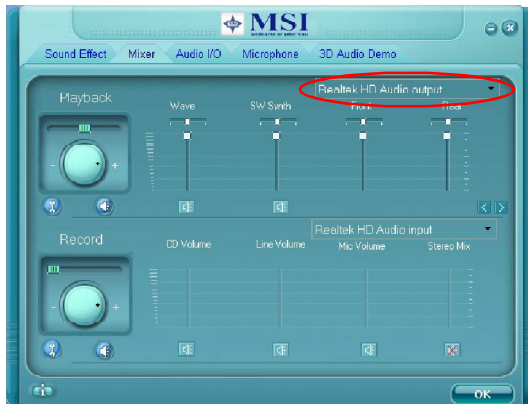 MSI
Sound Effect Mixer Audio I/O Microphone 3D Audio Demo
Realtek HD Audio output
Playback
Wave SW Synth Front Rear
- +
Realtek HD Audio input
Record
CD Volume Line Volume Mic Volume Stereo Mix
- +
OK